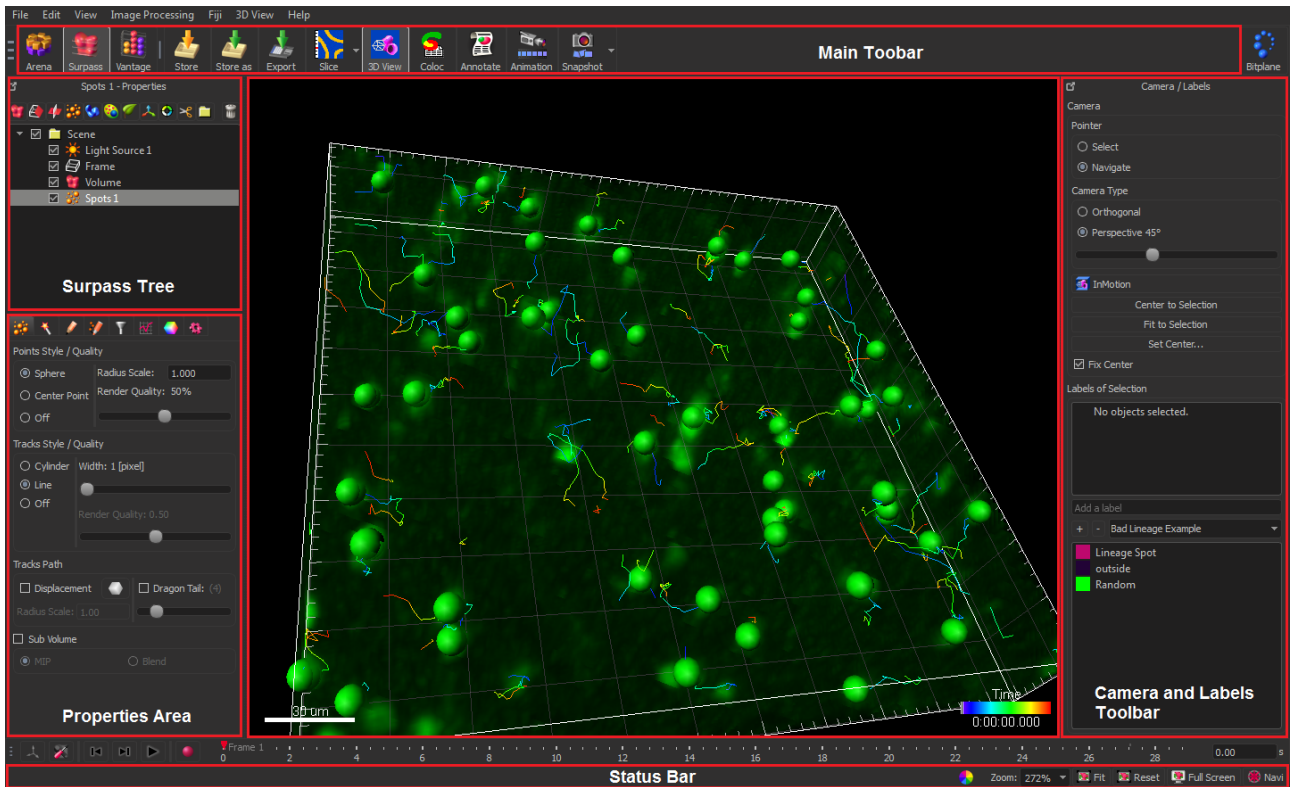 File Edit View Image Processing Fiji 3D View Help
Arena Surpass Vantage Store Store as Export Slice 3D View Coloc Annotate Animation Snapshot
Main Toobar
Bitplane
Spots 1 - Properties
Scene
Light Source 1
Frame
Volume
Spots 1
Surpass Tree
Points Style / Quality
Sphere Radius Scale: 1.000
Center Point Render Quality: 50%
Off
Tracks Style / Quality
Cylinder Width: 1 [pixel]
Line
Off
Render Quality: 0.50
Tracks Path
Displacement Dragon Tail: (4)
Radius Scale: 1.00
Sub Volume
MIP Blend
Properties Area
30 um
Time
0:00:00.000
Camera / Labels
Camera
Pointer
Select
Navigate
Camera Type
Orthogonal
Perspective 45°
InMotion
Center to Selection
Fit to Selection
Set Center...
Fix Center
Labels of Selection
No objects selected.
Add a label
+ - Bad Lineage Example
Lineage Spot
outside
Random
Camera and Labels
Toolbar
Frame 1
0 2 4 6 8 10 12 14 16 18 20 22 24 26 28
0.00 s
Status Bar
Zoom: 272% Fit Reset Full Screen Navi